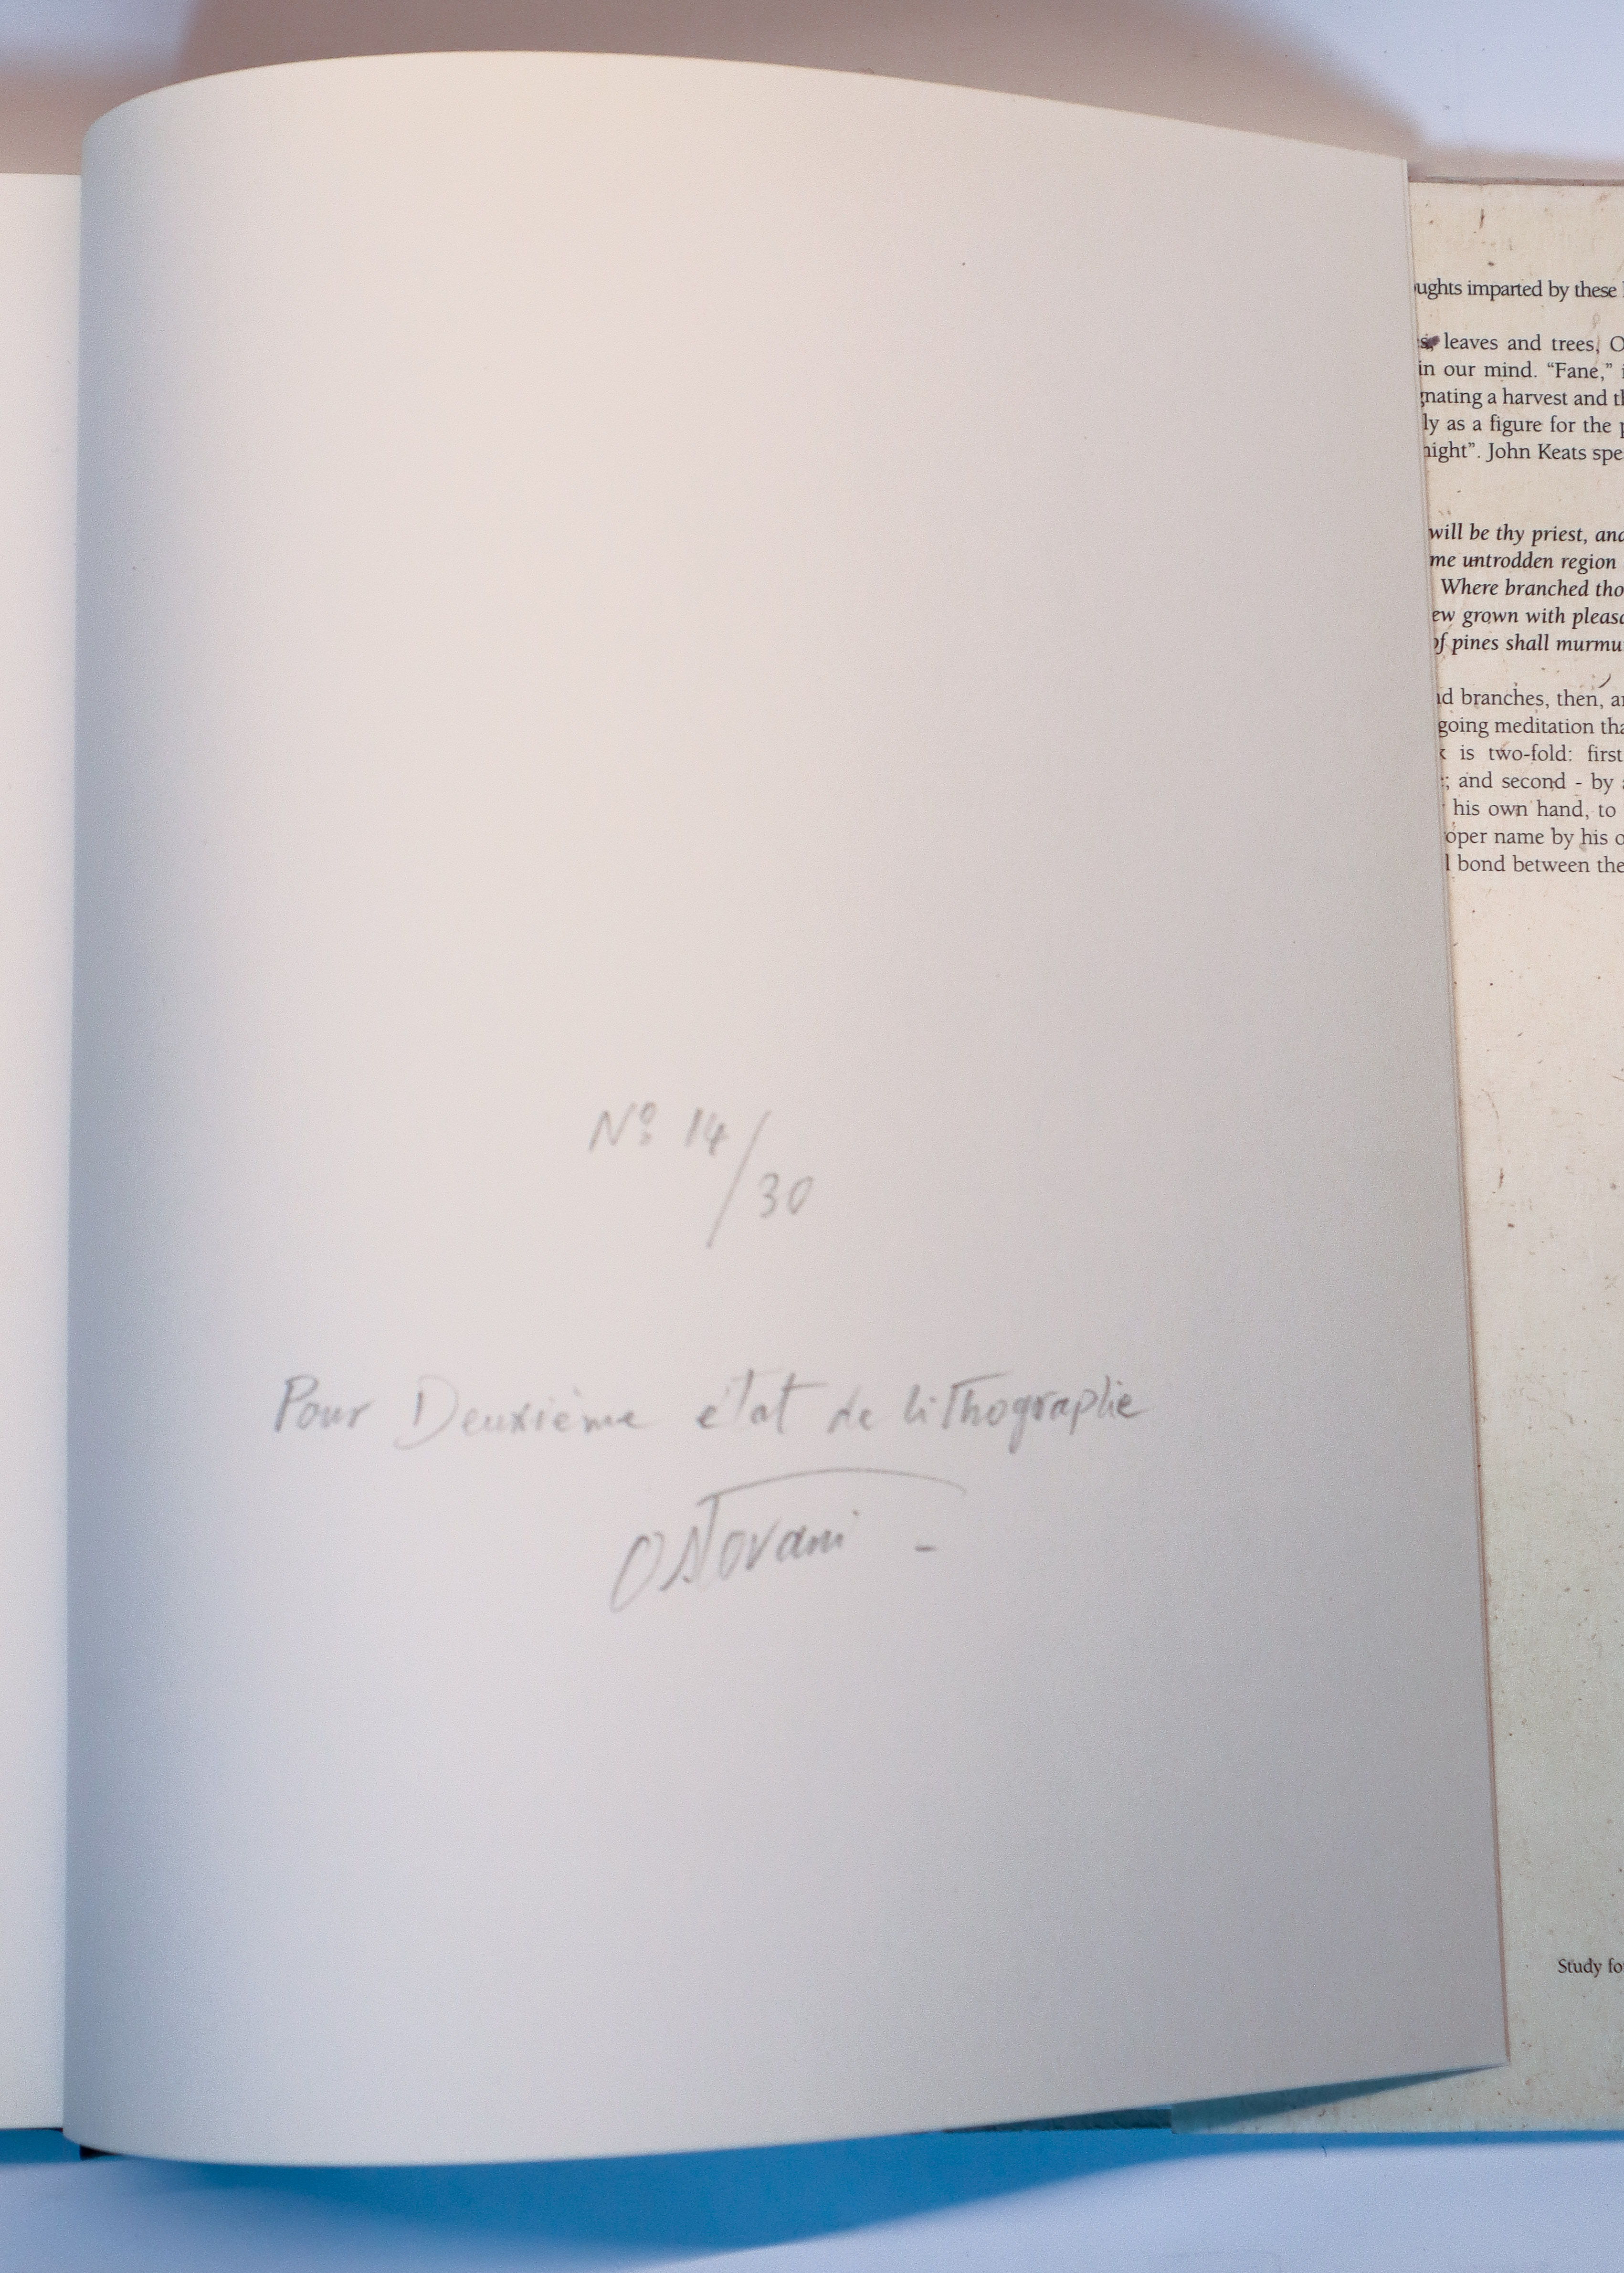 Nº 14/
30
Pour Deuxième état de lithographie
Ostovani -
imparted by these
leaves and trees, O
in our mind. “Fane,” i
a harvest and th
ly as a figure for the p
night”. John Keats spe
will be thy priest, and
me untrodden region
Where branched tho
ew grown with pleasa
of pines shall murmu
branches, then, a
going meditation tha
is two-fold: first
; and second - by
his own hand, to
oper name by his o
l bond between the
Study fo